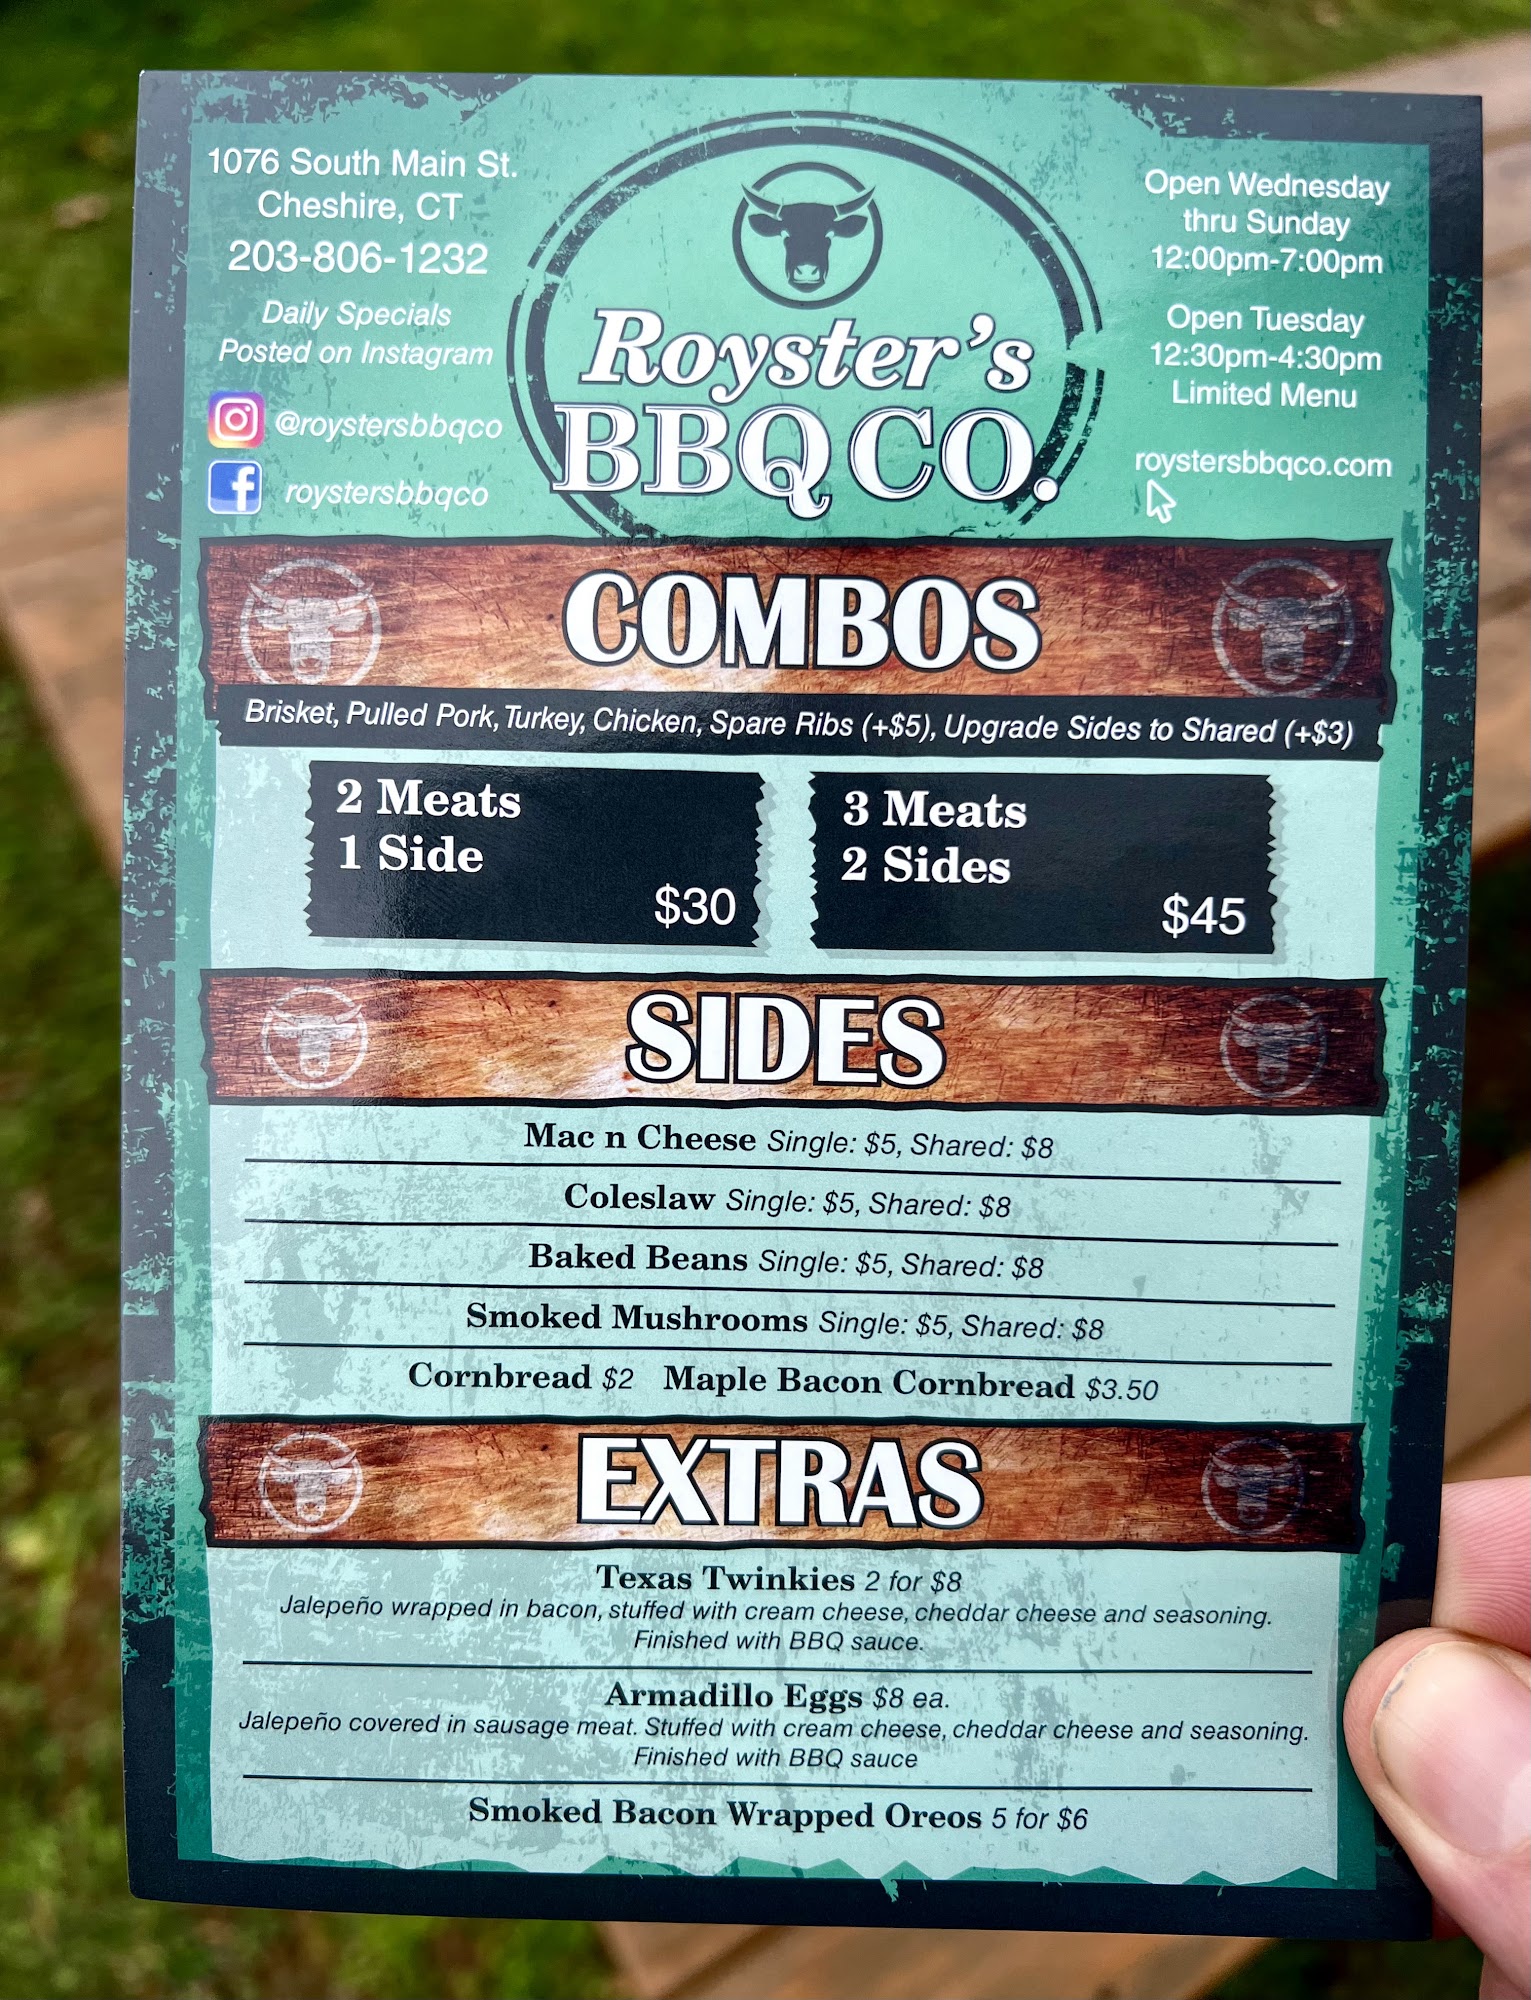 1076 South Main St.
Cheshire, CT
203-806-1232
Daily Specials
Posted on Instagram
@roystersbbqco
roystersbbqco
Royster's
BBQ CO.
Open Wednesday
thru Sunday
12:00pm-7:00pm
Open Tuesday
12:30pm-4:30pm
Limited Menu
roystersbbqco.com
COMBOS
Brisket, Pulled Pork, Turkey, Chicken, Spare Ribs (+$5), Upgrade Sides to Shared (+$3)
2 Meats
1 Side
$30
3 Meats
2 Sides
$45
SIDES
Mac n Cheese Single: $5, Shared: $8
Coleslaw Single: $5, Shared: $8
Baked Beans Single: $5, Shared: $8
Smoked Mushrooms Single: $5, Shared: $8
Cornbread $2 Maple Bacon Cornbread $3.50
EXTRAS
Texas Twinkies 2 for $8
Jalepeño wrapped in bacon, stuffed with cream cheese, cheddar cheese and seasoning.
Finished with BBQ sauce.
Armadillo Eggs $8 ea.
Jalepeño covered in sausage meat. Stuffed with cream cheese, cheddar cheese and seasoning.
Finished with BBQ sauce
Smoked Bacon Wrapped Oreos 5 for $6